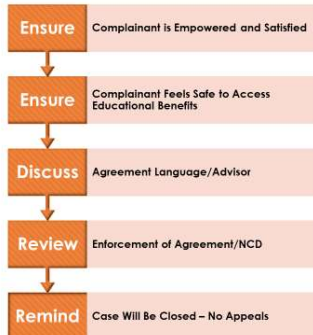 Ensure
Complainant is Empowered and Satisfied
Ensure
Complainant Feels Safe to Access
Educational Benefits
Discuss
Agreement Language/Advisor
Review
Enforcement of Agreement/NCD
Remind
Case Will Be Closed – No Appeals